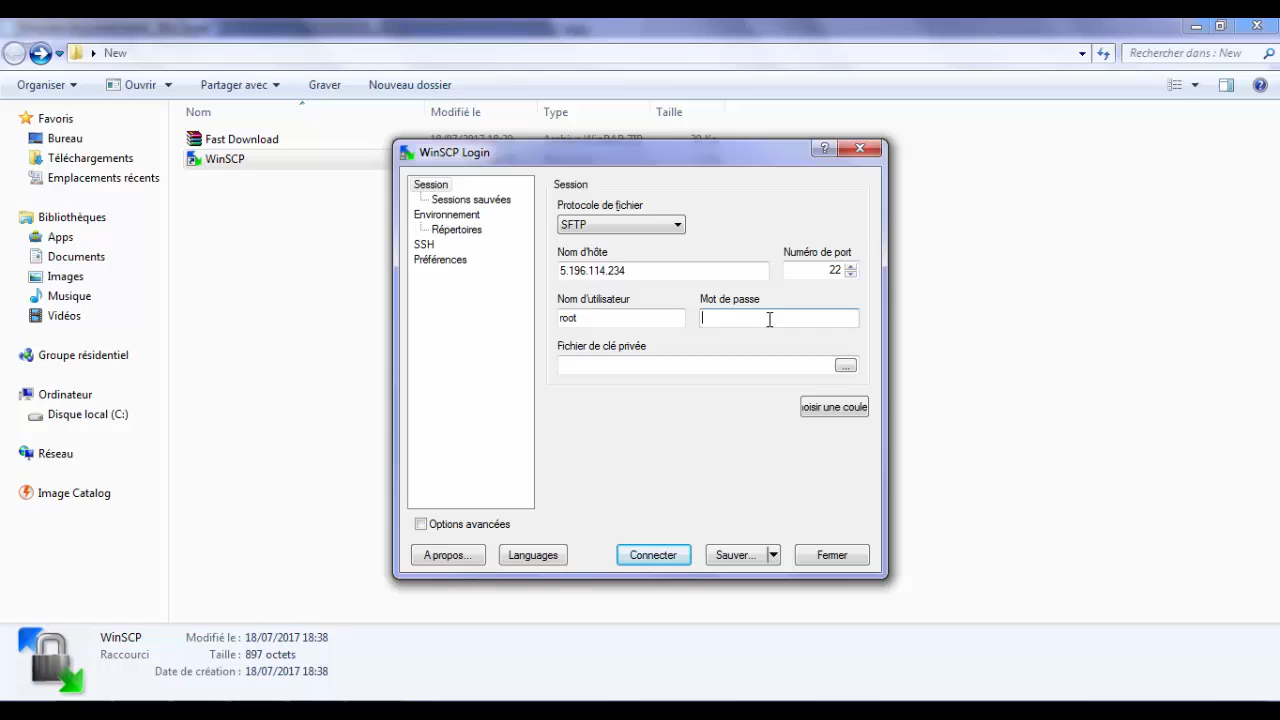 New
Rechercher dans : New
Organiser
Ouvrir
Partager avec
Graver
Nouveau dossier
Favoris
Bureau
Téléchargements
Emplacements récents
Bibliothèques
Apps
Documents
Images
Musique
Vidéos
Groupe résidentiel
Ordinateur
Disque local (C:)
Réseau
Image Catalog
Nom
Modifié le
Type
Taille
Fast Download
WinSCP
WinSCP Login
Session
Sessions sauvées
Environnement
Répertoires
SSH
Préférences
Session
Protocole de fichier
SFTP
Nom d'hôte
Numéro de port
5.196.114.234
22
Nom d'utilisateur
Mot de passe
root
Fichier de clé privée
...
oisir une coule
Options avancées
A propos...
Languages
Connecter
Sauver...
Fermer
WinSCP
Modifié le : 18/07/2017 18:38
Raccourci
Taille : 897 octets
Date de création : 18/07/2017 18:38